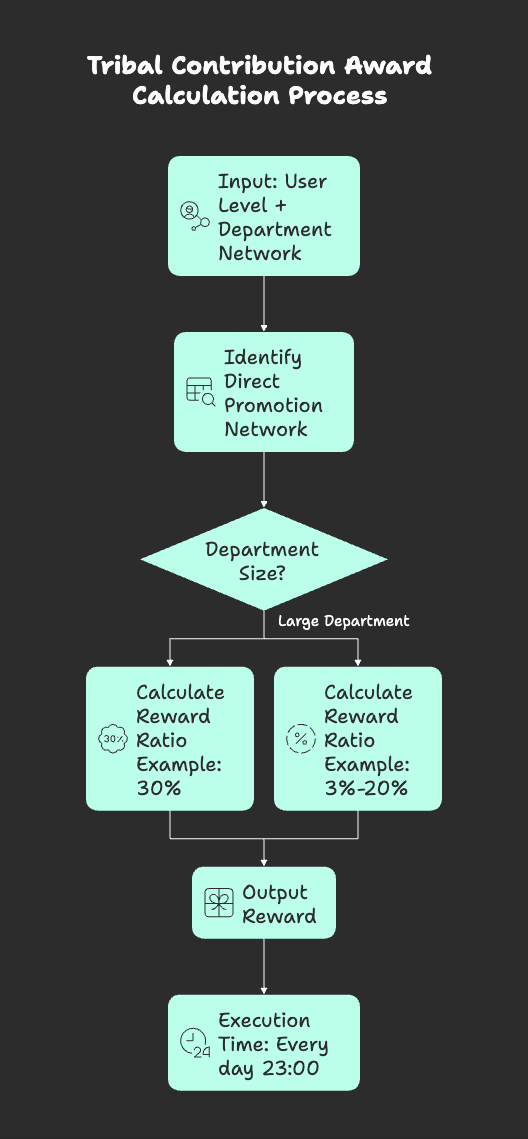 Tribal Contribution Award
Calculation Process
Input: User
Level +
Department
Network
Identify
Direct
Promotion
Network
Department
Size?
Large Department
Calculate
Reward
Ratio
Example:
30%
30%
Calculate
Reward
Ratio
Example:
3%-20%
%
Output
Reward
Execution
Time: Every
day 23:00
24